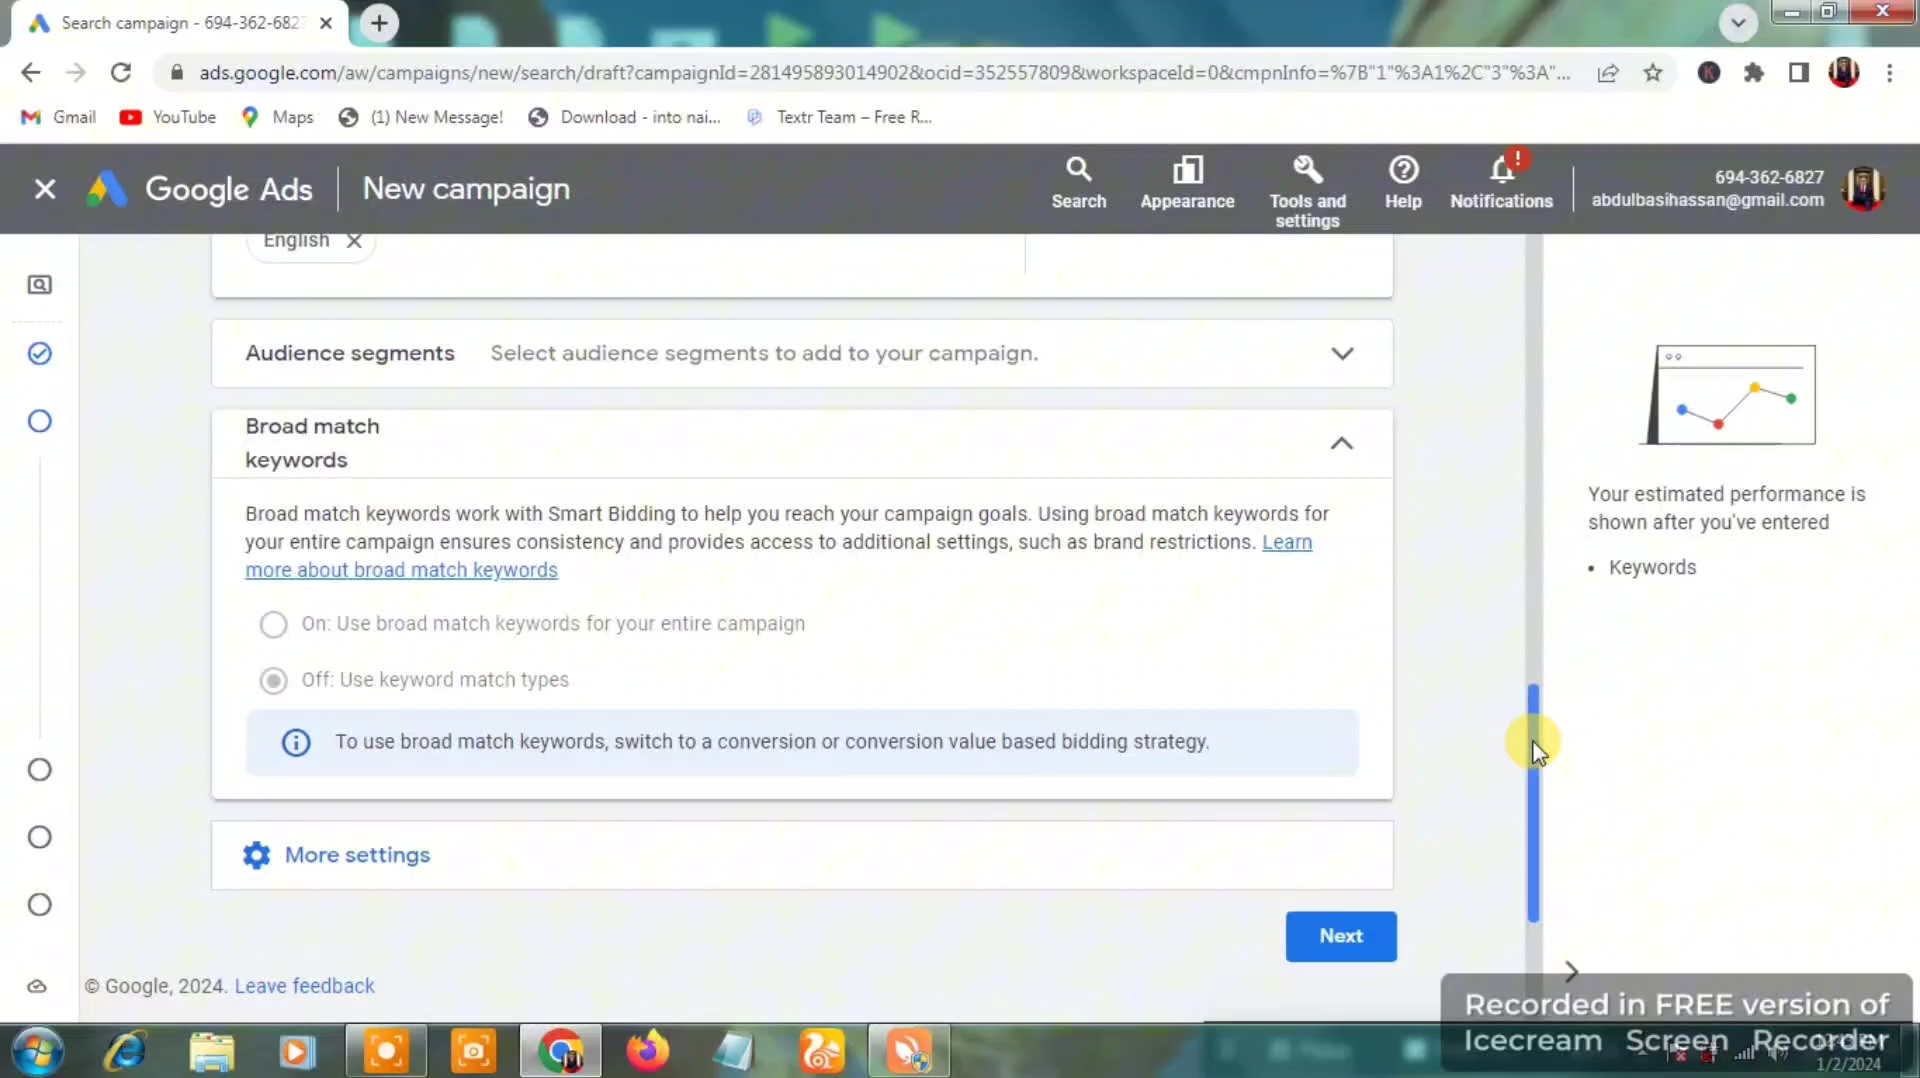 Search campaign - 694-362-682
ads.google.com/aw/campaigns/new/search/draft?campaignId=281495893014902&ocid=352557809&workspaceId=0&cmpnInfo=%7B"1"%3A1%2C"3"%3A"...
Gmail YouTube Maps (1) New Message! Download - into nai... Textr Team – Free R...
Google Ads New campaign
Search Appearance Tools and settings Help Notifications
694-362-6827
abdulbasihassan@gmail.com
English
Audience segments Select audience segments to add to your campaign.
Broad match
keywords
Broad match keywords work with Smart Bidding to help you reach your campaign goals. Using broad match keywords for
your entire campaign ensures consistency and provides access to additional settings, such as brand restrictions. Learn
more about broad match keywords
On: Use broad match keywords for your entire campaign
Off: Use keyword match types
To use broad match keywords, switch to a conversion or conversion value based bidding strategy.
More settings
Next
© Google, 2024. Leave feedback
Your estimated performance is
shown after you've entered
• Keywords
Recorded in FREE version of
Icecream Screen Recorder
1/2/2024